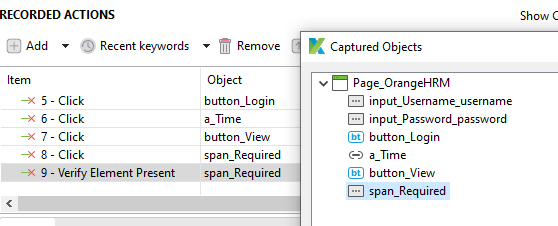 RECORDED ACTIONS
Show
Add Recent keywords Remove
Item Object
5 - Click button_Login
6 - Click a_Time
7 - Click button_View
8 - Click span_Required
9 - Verify Element Present span_Required
Captured Objects
Page_OrangeHRM
input_Username_username
input_Password_password
bt button_Login
a_Time
bt button_View
span_Required